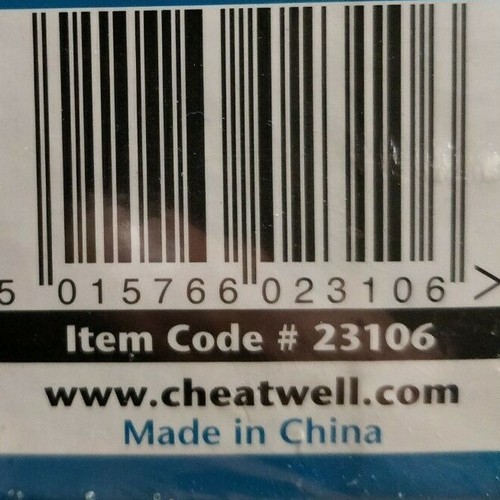 5 015766 023106 >
Item Code # 23106
www.cheatwell.com
Made in China